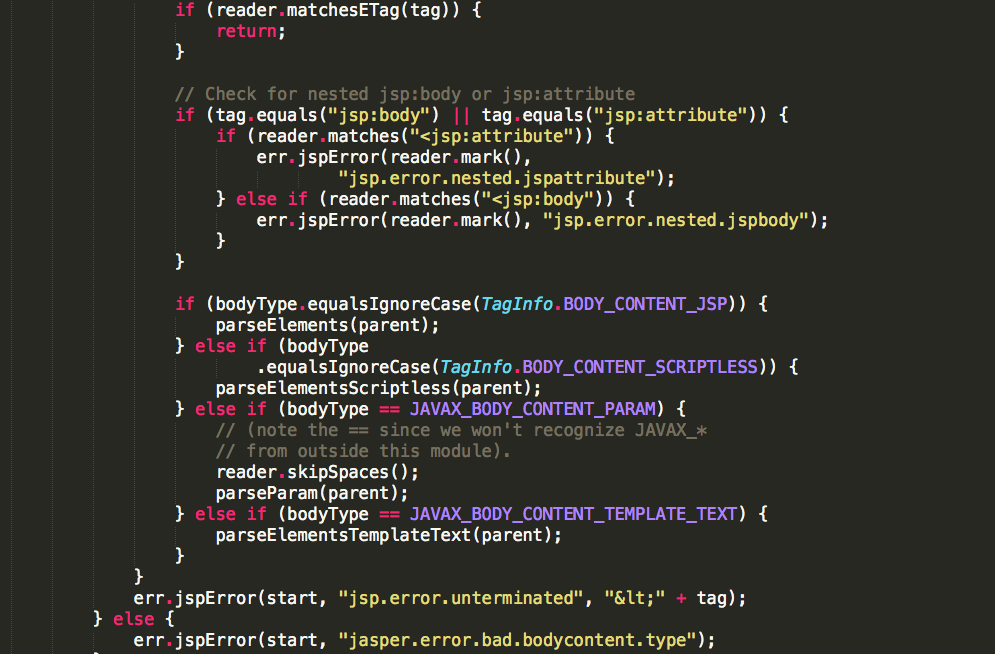 if (reader.matchesETag(tag)) {
return;
}
// Check for nested jsp:body or jsp:attribute
if (tag.equals("jsp:body") || tag.equals("jsp:attribute")) {
if (reader.matches("<jsp:attribute")) {
err.jspError(reader.mark(),
"jsp.error.nested.jspattribute");
} else if (reader.matches("<jsp:body")) {
err.jspError(reader.mark(), "jsp.error.nested.jspbody");
}
}
if (bodyType.equalsIgnoreCase(TagInfo.BODY_CONTENT_JSP)) {
parseElements(parent);
} else if (bodyType
.equalsIgnoreCase(TagInfo.BODY_CONTENT_SCRIPTLESS)) {
parseElementsScriptless(parent);
} else if (bodyType == JAVAX_BODY_CONTENT_PARAM) {
// (note the == since we won't recognize JAVAX_*
// from outside this module).
reader.skipSpaces();
parseParam(parent);
} else if (bodyType == JAVAX_BODY_CONTENT_TEMPLATE_TEXT) {
parseElementsTemplateText(parent);
}
}
err.jspError(start, "jsp.error.unterminated", "&lt;" + tag);
} else {
err.jspError(start, "jasper.error.bad.bodycontent.type");